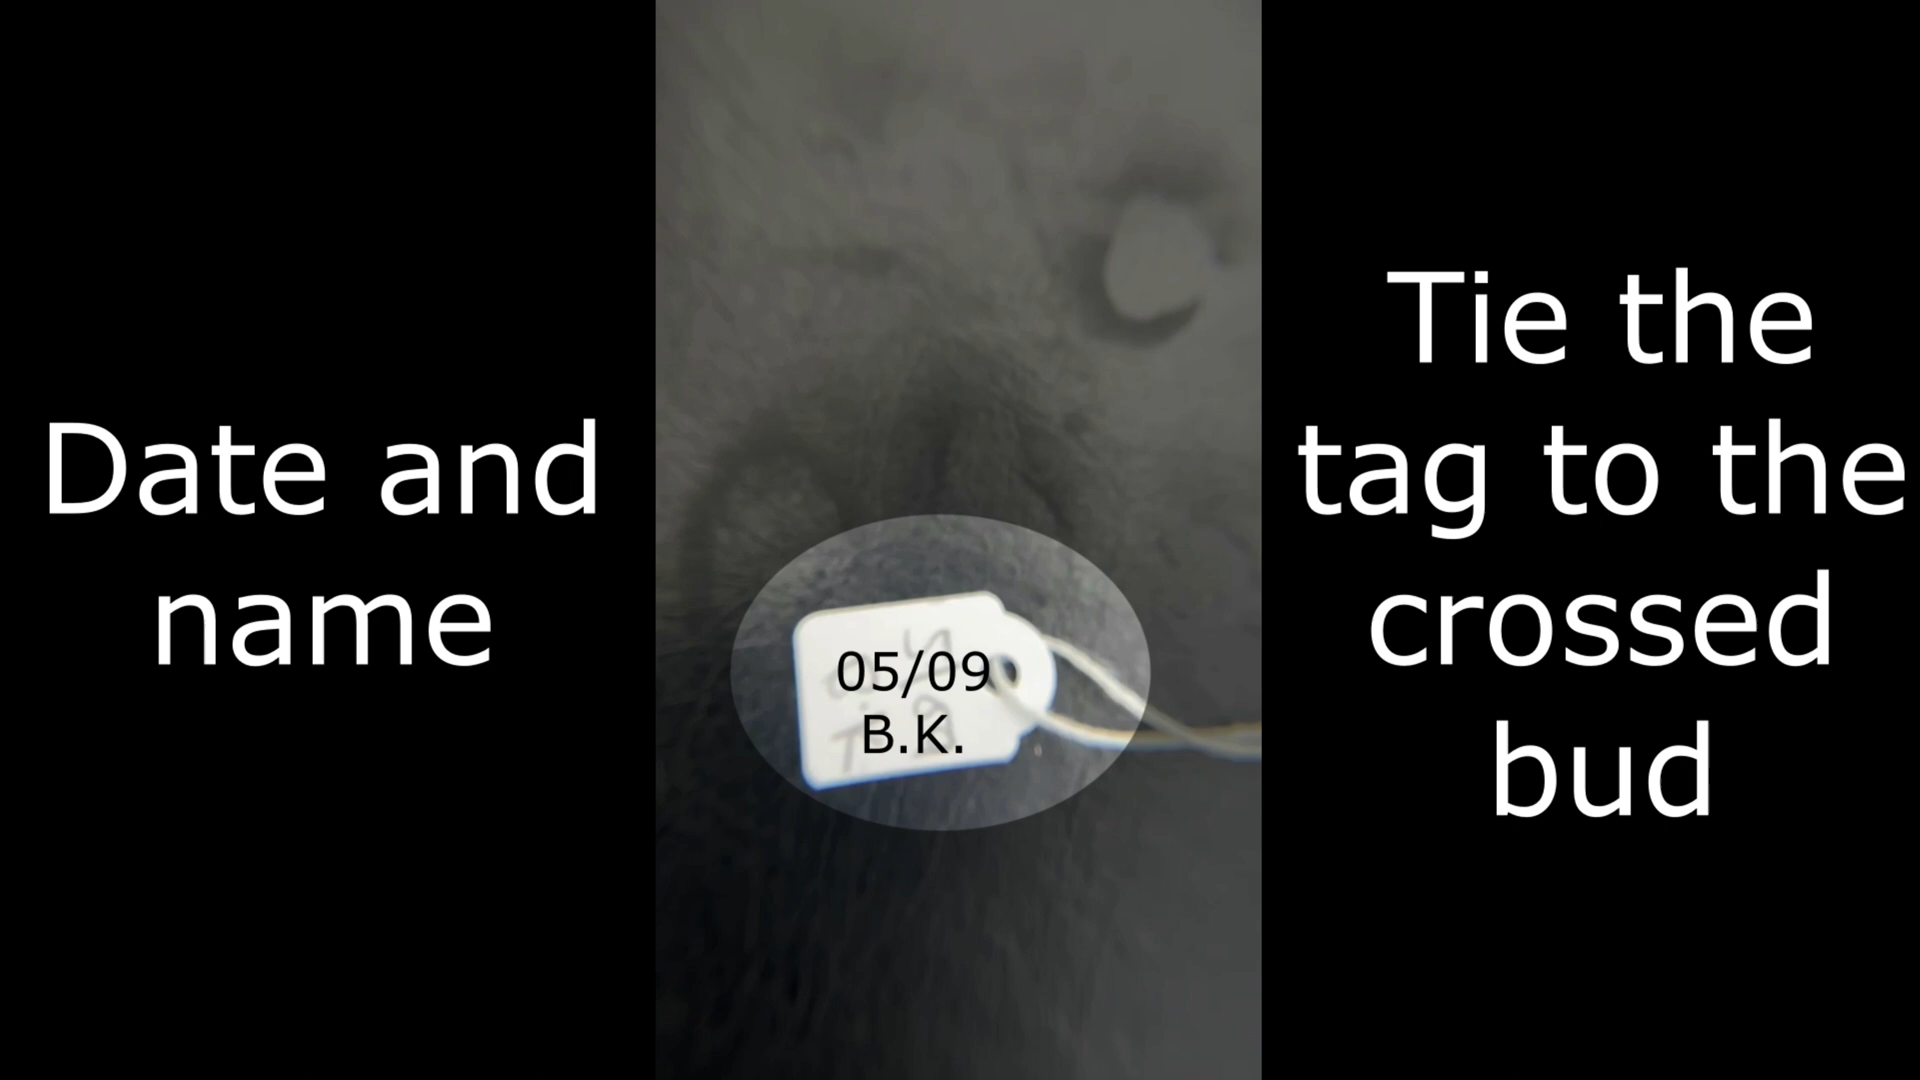 Date and
name
05/09
B.K.
Tie the
tag to the
crossed
bud